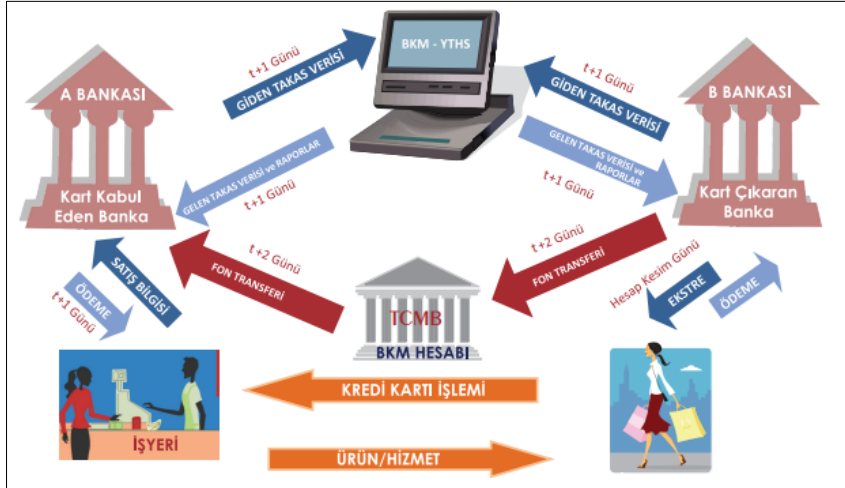 BKM - YTHS
t+1 Günü
GİDEN TAKAS VERİSİ
t+1 Günü
GİDEN TAKAS VERİSİ
A BANKASI
B BANKASI
GELEN TAKAS VERİSİ ve RAPORLAR
t+1 Günü
GELEN TAKAS VERİSİ ve
RAPORLAR
t+1 Günü
Kart Kabul
Eden Banka
Kart Çıkaran
Banka
t+2 Günü
FON TRANSFERİ
t+2 Günü
FON TRANSFERİ
SATIŞ BİLGİSİ
ÖDEME
t+1 Günü
Hesap Kesim Günü
EKSTRE
ÖDEME
TCMB
BKM HESABI
KREDİ KARTI İŞLEMİ
İŞYERİ
ÜRÜN/HİZMET